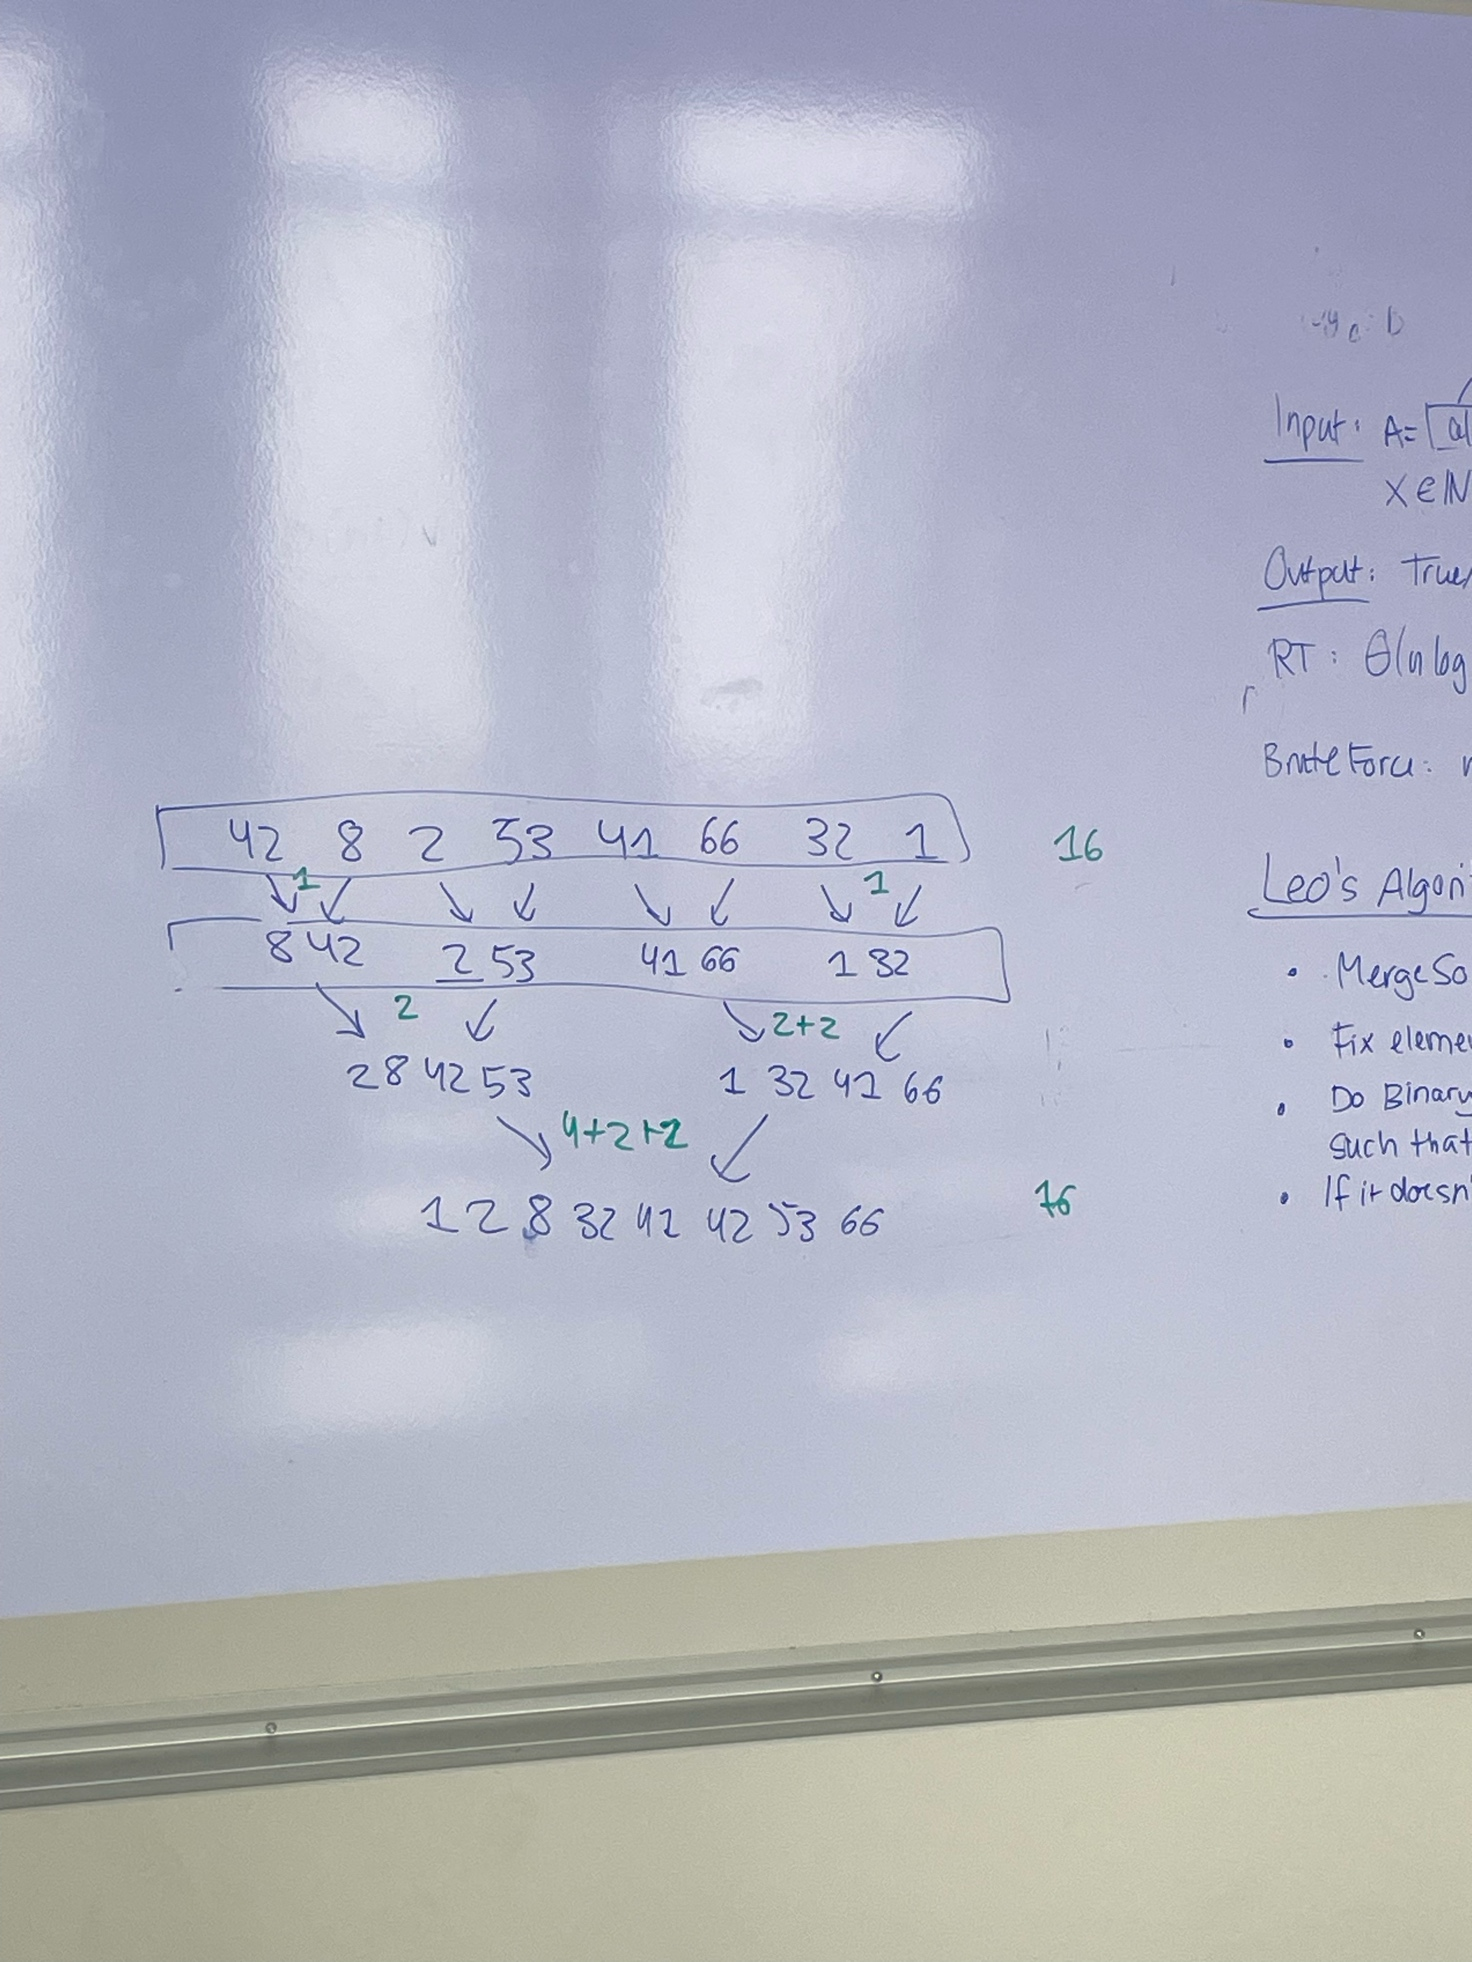 42 8 2 53 41 66 32 1 16
1 1
8 42 2 53 41 66 1 32
2 2+2
2 8 42 53 1 32 41 66
4+2+2
1 2 8 32 41 42 53 66 16
Input: A=
X ∈ ℕ
Output: True/
RT: Θ(n log
Brute Force:
Leo's Algorit
• MergeSo
• Fix eleme
• Do Binary
such that
• If it doesn'